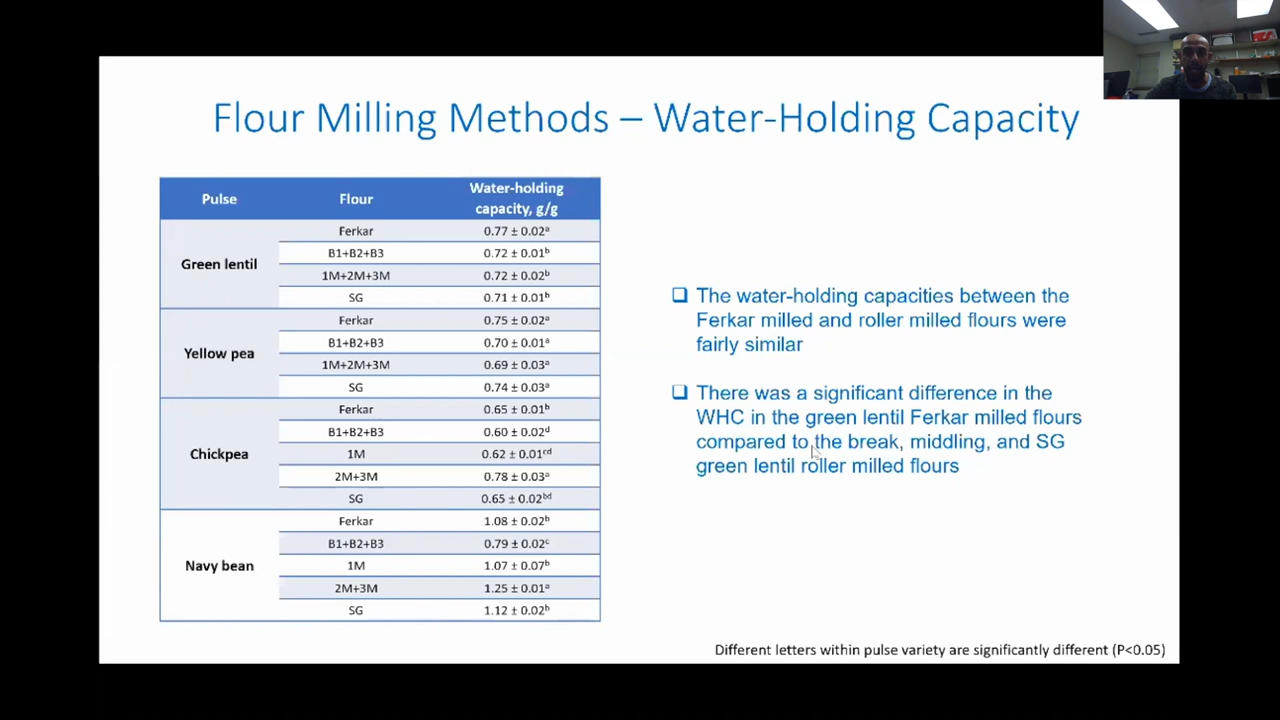 Flour Milling Methods – Water-Holding Capacity
Pulse Flour Water-holding capacity, g/g
Green lentil
Ferkar 0.77 ± 0.02ᵃ
B1+B2+B3 0.72 ± 0.01ᵇ
1M+2M+3M 0.72 ± 0.02ᵇ
SG 0.71 ± 0.01ᵇ
Yellow pea
Ferkar 0.75 ± 0.02ᵃ
B1+B2+B3 0.70 ± 0.01ᵃ
1M+2M+3M 0.69 ± 0.03ᵃ
SG 0.74 ± 0.03ᵃ
Chickpea
Ferkar 0.65 ± 0.01ᵇ
B1+B2+B3 0.60 ± 0.02ᵈ
1M 0.62 ± 0.01ᶜᵈ
2M+3M 0.78 ± 0.03ᵃ
SG 0.65 ± 0.02ᵇᵈ
Navy bean
Ferkar 1.08 ± 0.02ᵇ
B1+B2+B3 0.79 ± 0.02ᶜ
1M 1.07 ± 0.07ᵇ
2M+3M 1.25 ± 0.01ᵃ
SG 1.12 ± 0.02ᵇ
❑ The water-holding capacities between the
Ferkar milled and roller milled flours were
fairly similar
❑ There was a significant difference in the
WHC in the green lentil Ferkar milled flours
compared to the break, middling, and SG
green lentil roller milled flours
Different letters within pulse variety are significantly different (P<0.05)